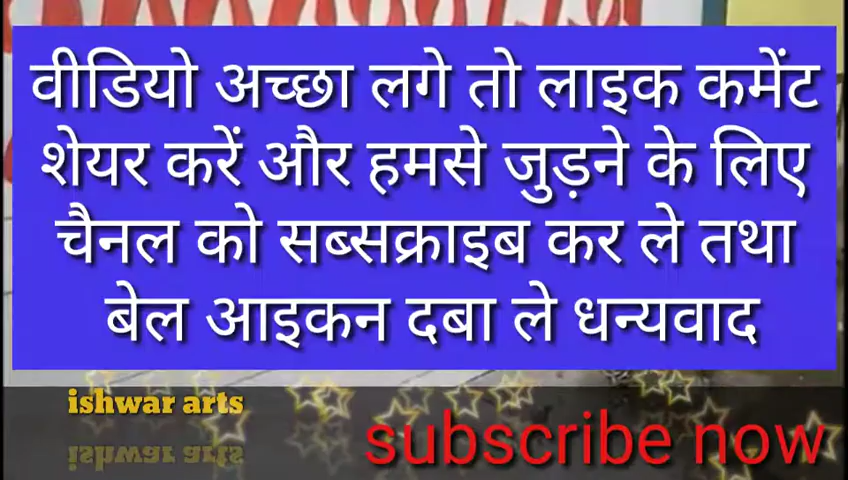 वीडियो अच्छा लगे तो लाइक कमेंट
शेयर करें और हमसे जुड़ने के लिए
चैनल को सब्सक्राइब कर ले तथा
बेल आइकन दबा ले धन्यवाद
ishwar arts
subscribe now